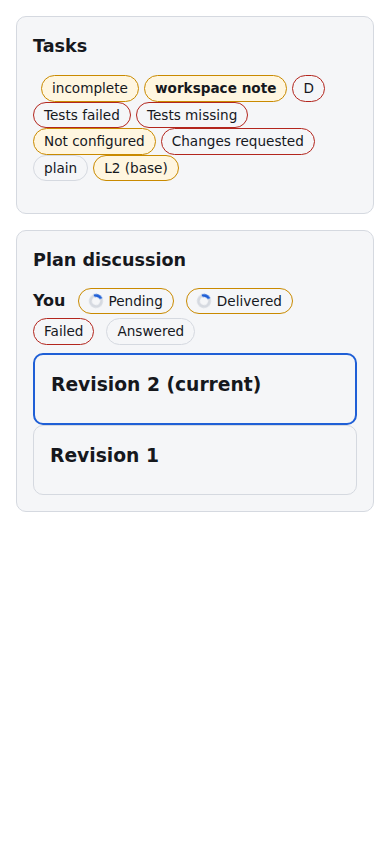 Tasks
incomplete workspace note D
Tests failed Tests missing
Not configured Changes requested
plain L2 (base)
Plan discussion
You Pending Delivered
Failed Answered
Revision 2 (current)
Revision 1